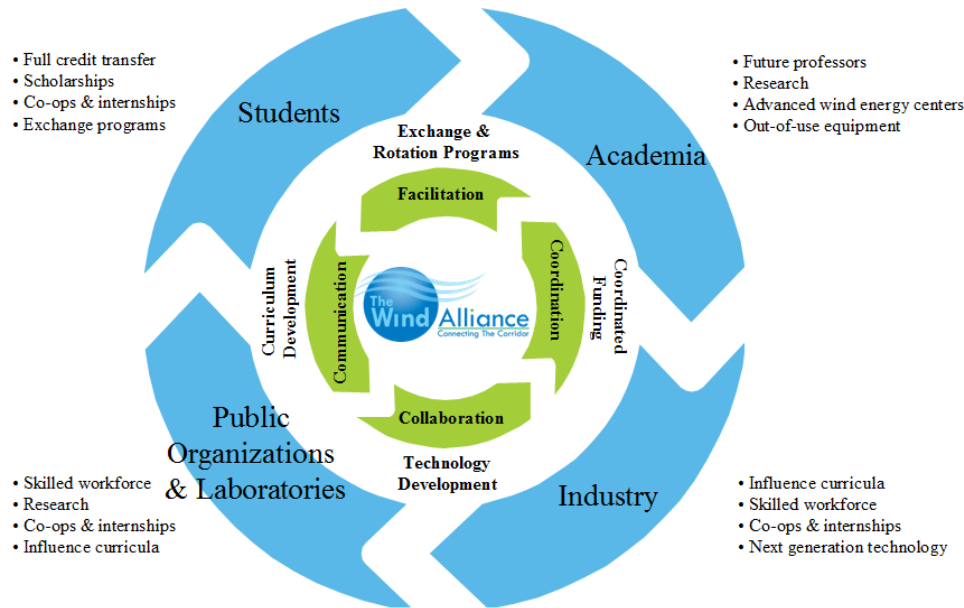 • Full credit transfer
• Scholarships
• Co-ops & internships
• Exchange programs
Students
• Future professors
• Research
• Advanced wind energy centers
• Out-of-use equipment
Academia
Exchange &
Rotation Programs
Facilitation
Curriculum
Development
Communication
The
Wind Alliance
Connecting The Corridor
Coordination
Coordinated
Funding
Collaboration
Technology
Development
Public
Organizations
& Laboratories
• Skilled workforce
• Research
• Co-ops & internships
• Influence curricula
Industry
• Influence curricula
• Skilled workforce
• Co-ops & internships
• Next generation technology